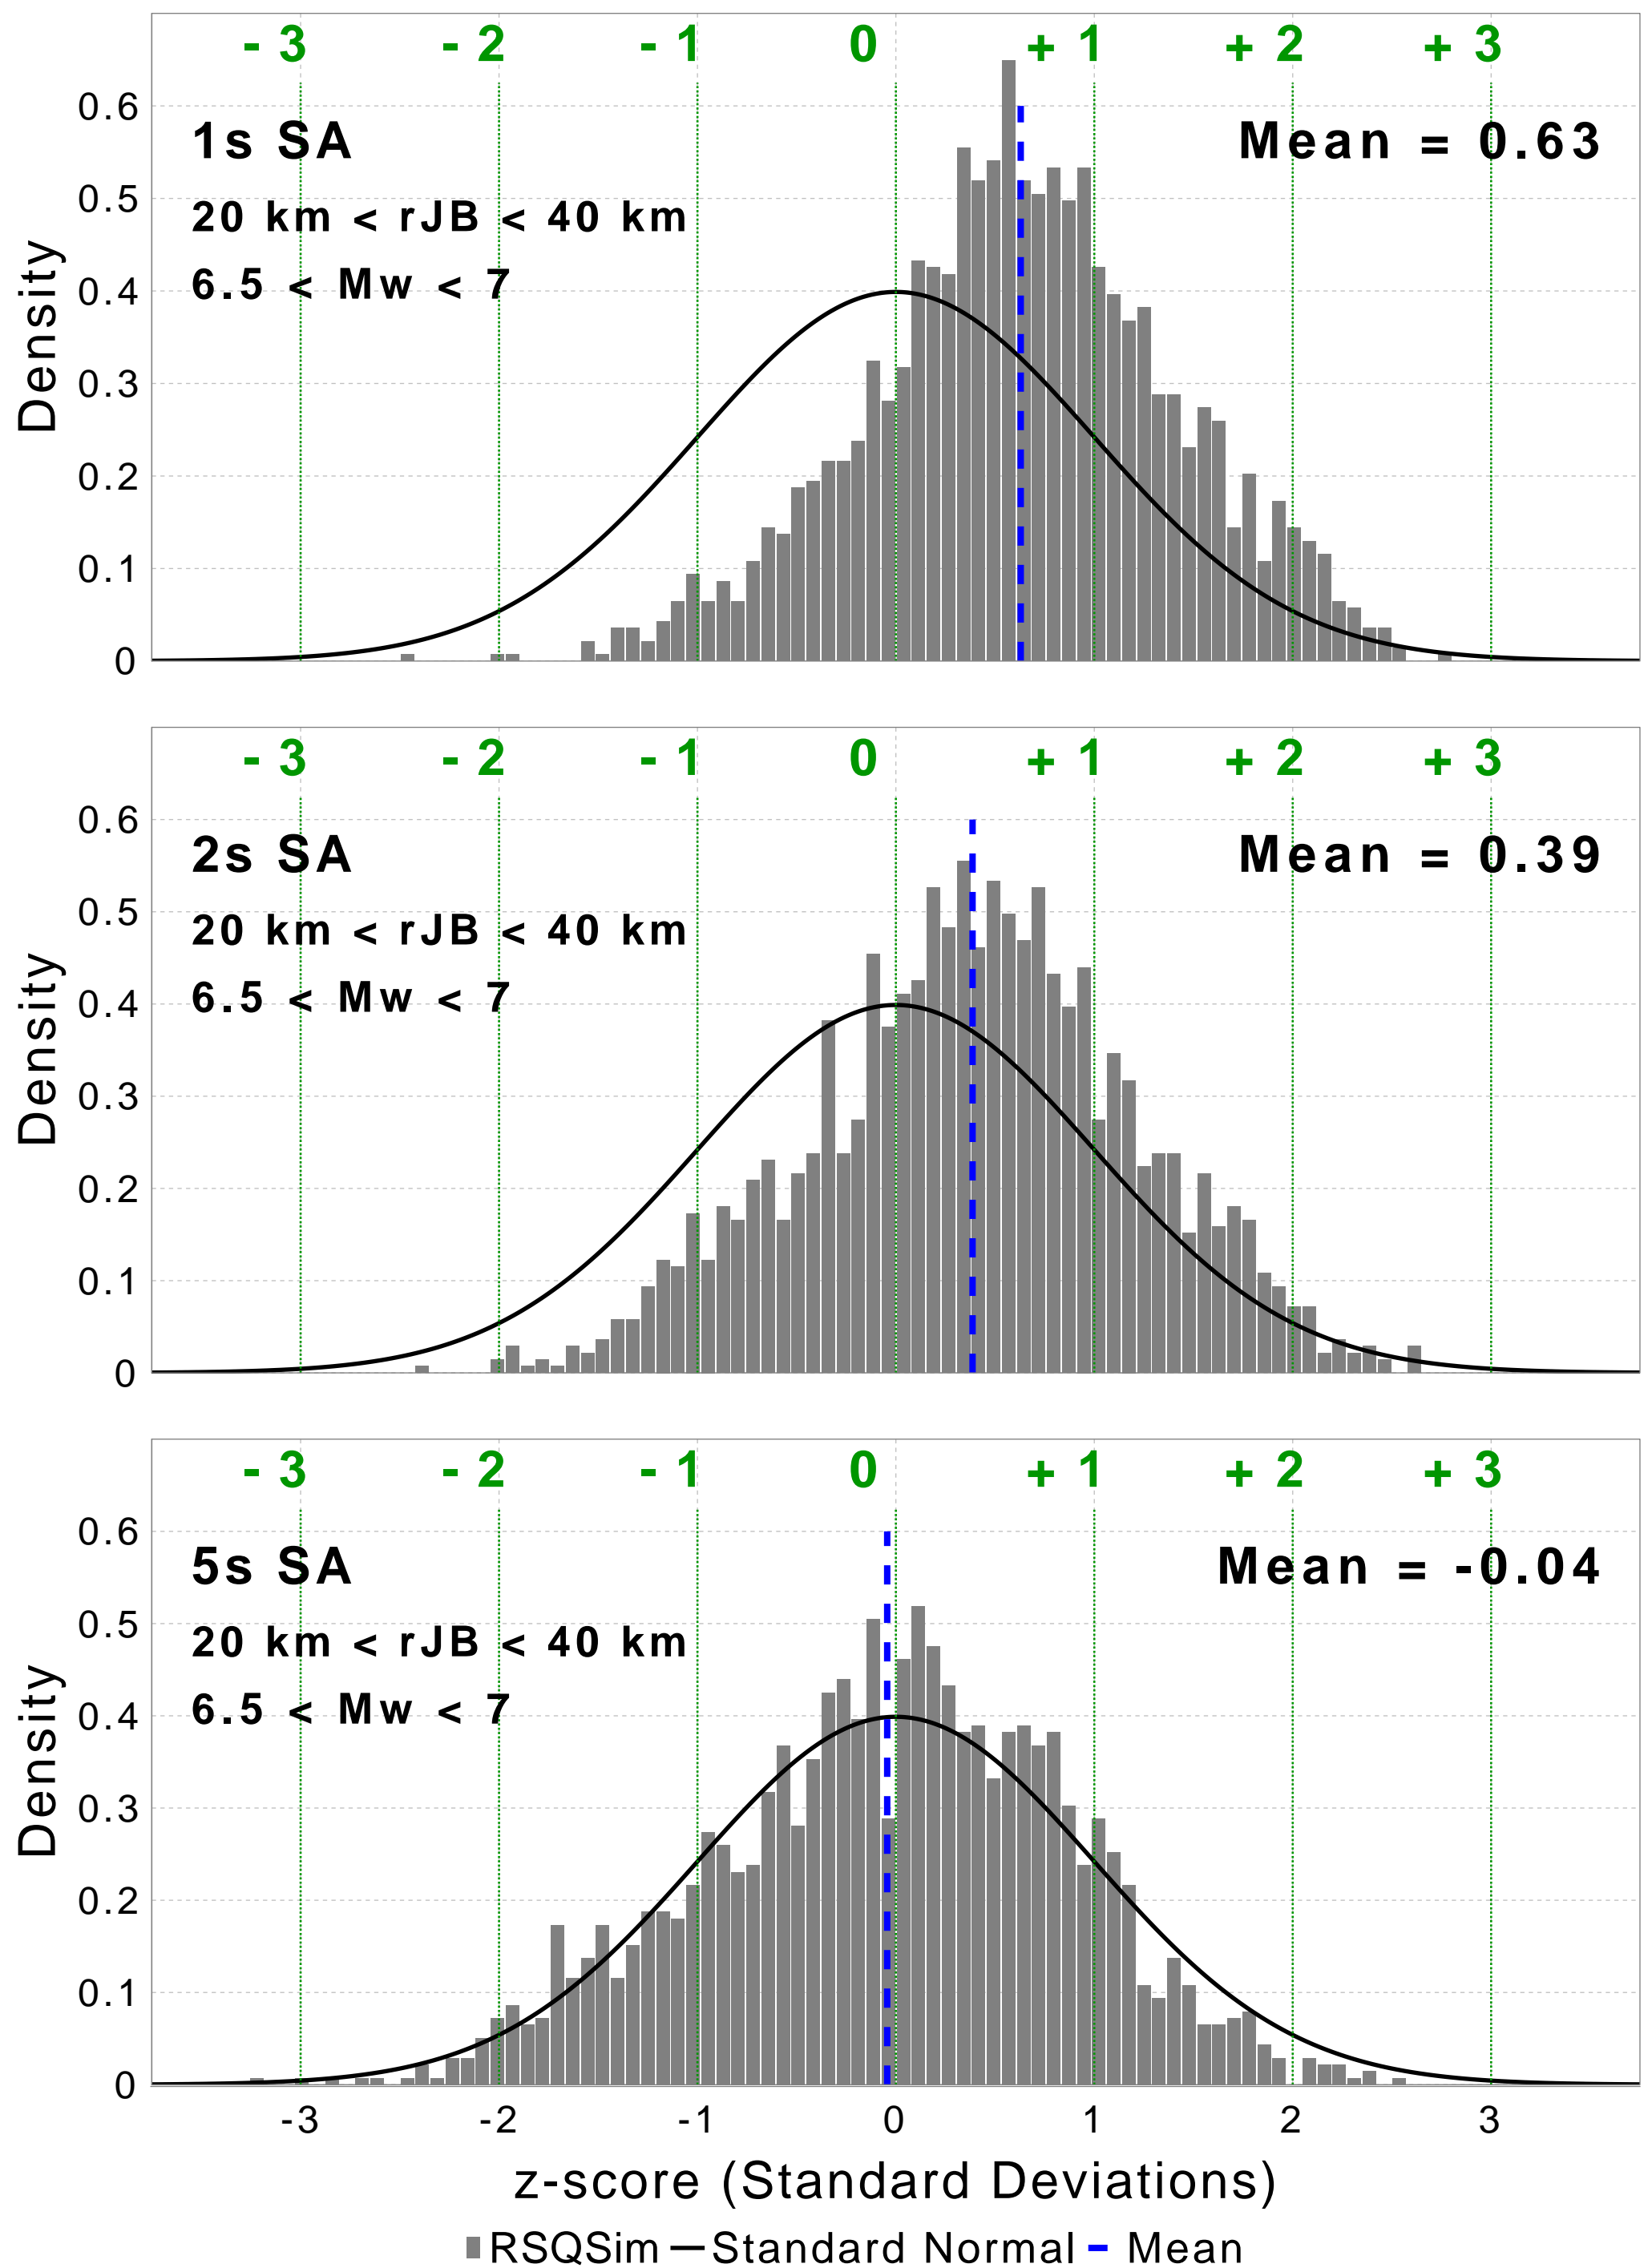 - 3 - 2 - 1 0 + 1 + 2 + 3
0.6
1s SA Mean = 0.63
0.5
20 km < rJB < 40 km
6.5 < Mw < 7
0.4
Density
0.3
0.2
0.1
0
- 3 - 2 - 1 0 + 1 + 2 + 3
0.6
2s SA Mean = 0.39
0.5
20 km < rJB < 40 km
6.5 < Mw < 7
0.4
Density
0.3
0.2
0.1
0
- 3 - 2 - 1 0 + 1 + 2 + 3
0.6
5s SA Mean = -0.04
0.5
20 km < rJB < 40 km
6.5 < Mw < 7
0.4
Density
0.3
0.2
0.1
0
-3 -2 -1 0 1 2 3
z-score (Standard Deviations)
RSQSim Standard Normal Mean